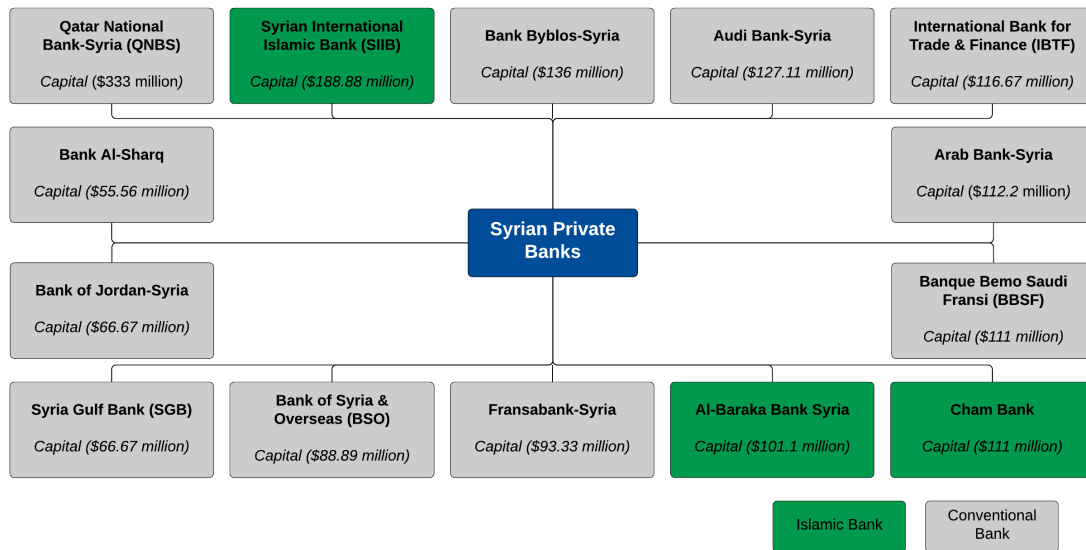 Qatar National
Bank-Syria (QNBS)
Capital ($333 million)
Syrian International
Islamic Bank (SIIB)
Capital ($188.88 million)
Bank Byblos-Syria
Capital ($136 million)
Audi Bank-Syria
Capital ($127.11 million)
International Bank for
Trade & Finance (IBTF)
Capital ($116.67 million)
Bank Al-Sharq
Capital ($55.56 million)
Arab Bank-Syria
Capital ($112.2 million)
Syrian Private
Banks
Bank of Jordan-Syria
Capital ($66.67 million)
Banque Bemo Saudi
Fransi (BBSF)
Capital ($111 million)
Syria Gulf Bank (SGB)
Capital ($66.67 million)
Bank of Syria &
Overseas (BSO)
Capital ($88.89 million)
Fransabank-Syria
Capital ($93.33 million)
Al-Baraka Bank Syria
Capital ($101.1 million)
Cham Bank
Capital ($111 million)
Islamic Bank
Conventional
Bank